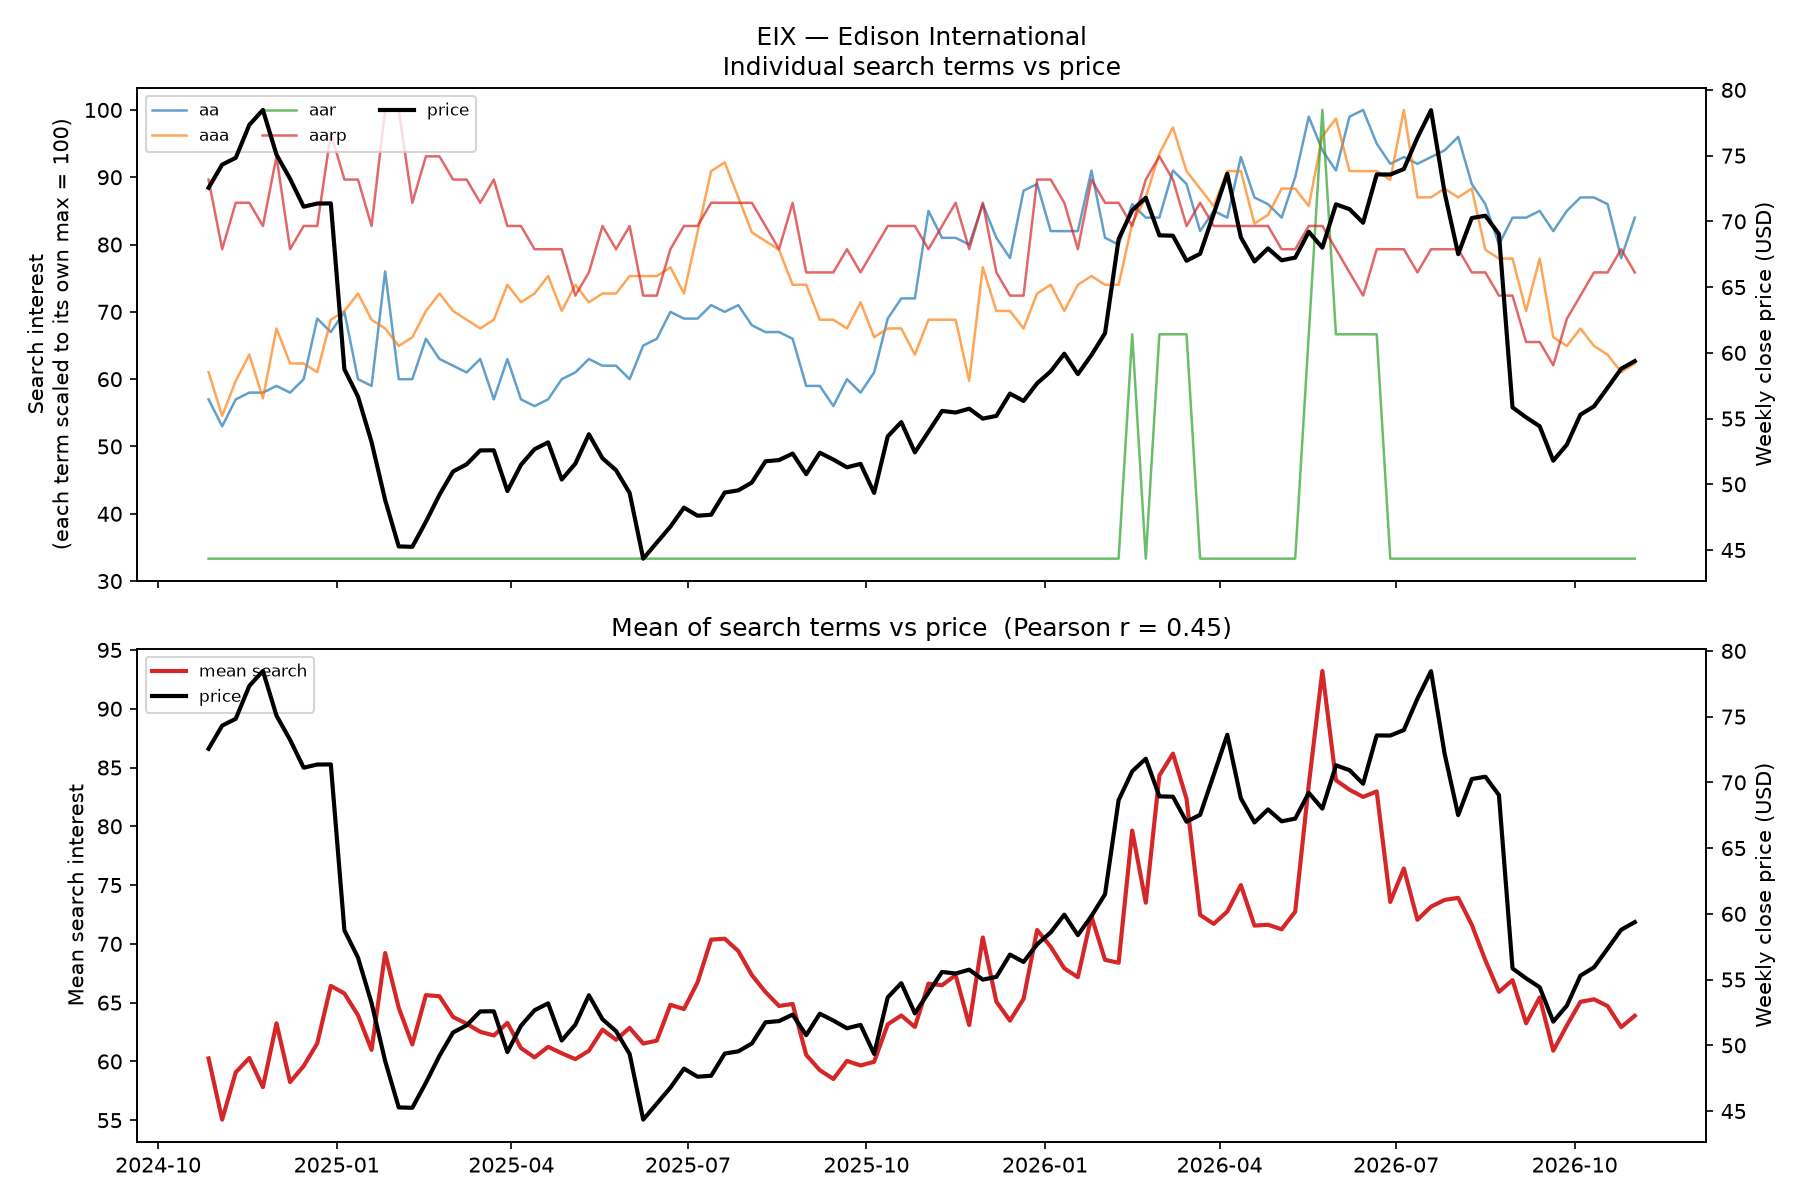 EIX — Edison International
Individual search terms vs price
aa
aaa
aar
aarp
price
Search interest
(each term scaled to its own max = 100)
100
90
80
70
60
50
40
30
80
75
70
65
60
55
50
45
Weekly close price (USD)
Mean of search terms vs price  (Pearson r = 0.45)
mean search
price
Mean search interest
95
90
85
80
75
70
65
60
55
80
75
70
65
60
55
50
45
Weekly close price (USD)
2024-10
2025-01
2025-04
2025-07
2025-10
2026-01
2026-04
2026-07
2026-10